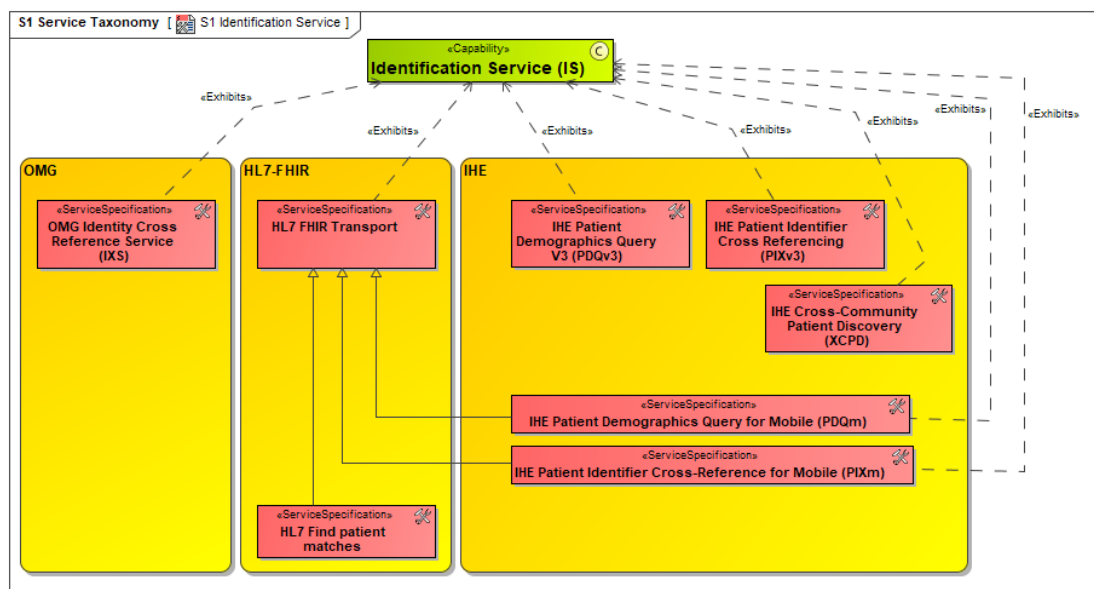 S1 Service Taxonomy [ S1 Identification Service ]
«Capability»
C
Identification Service (IS)
«Exhibits»
«Exhibits»
«Exhibits»
«Exhibits»
«Exhibits»
«Exhibits»
«Exhibits»
OMG
HL7-FHIR
IHE
«ServiceSpecification»
OMG Identity Cross
Reference Service
(IXS)
«ServiceSpecification»
HL7 FHIR Transport
«ServiceSpecification»
IHE Patient
Demographics Query
V3 (PDQv3)
«ServiceSpecification»
IHE Patient Identifier
Cross Referencing
(PIXv3)
«ServiceSpecification»
IHE Cross-Community
Patient Discovery
(XCPD)
«ServiceSpecification»
IHE Patient Demographics Query for Mobile (PDQm)
«ServiceSpecification»
IHE Patient Identifier Cross-Reference for Mobile (PIXm)
«ServiceSpecification»
HL7 Find patient
matches